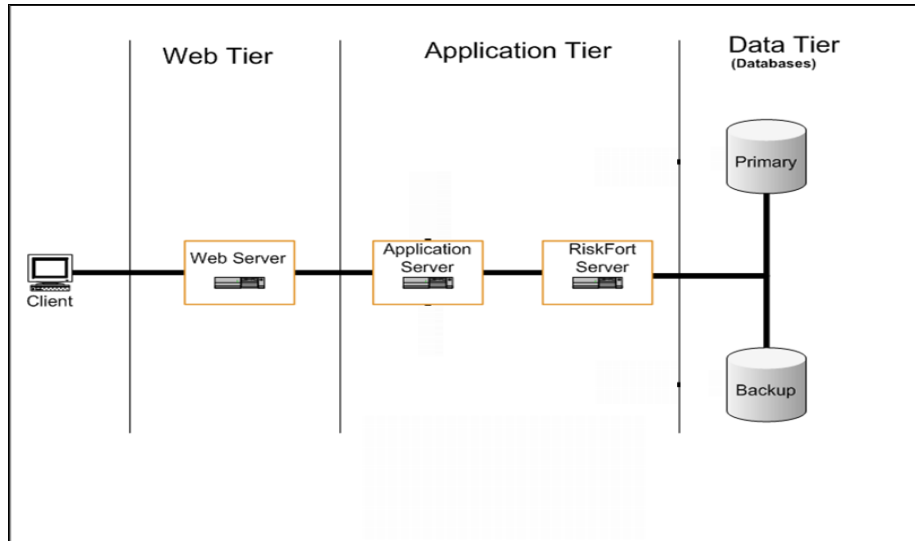 Web Tier
Application Tier
Data Tier
(Databases)
Primary
Client
Web Server
Application
Server
RiskFort
Server
Backup